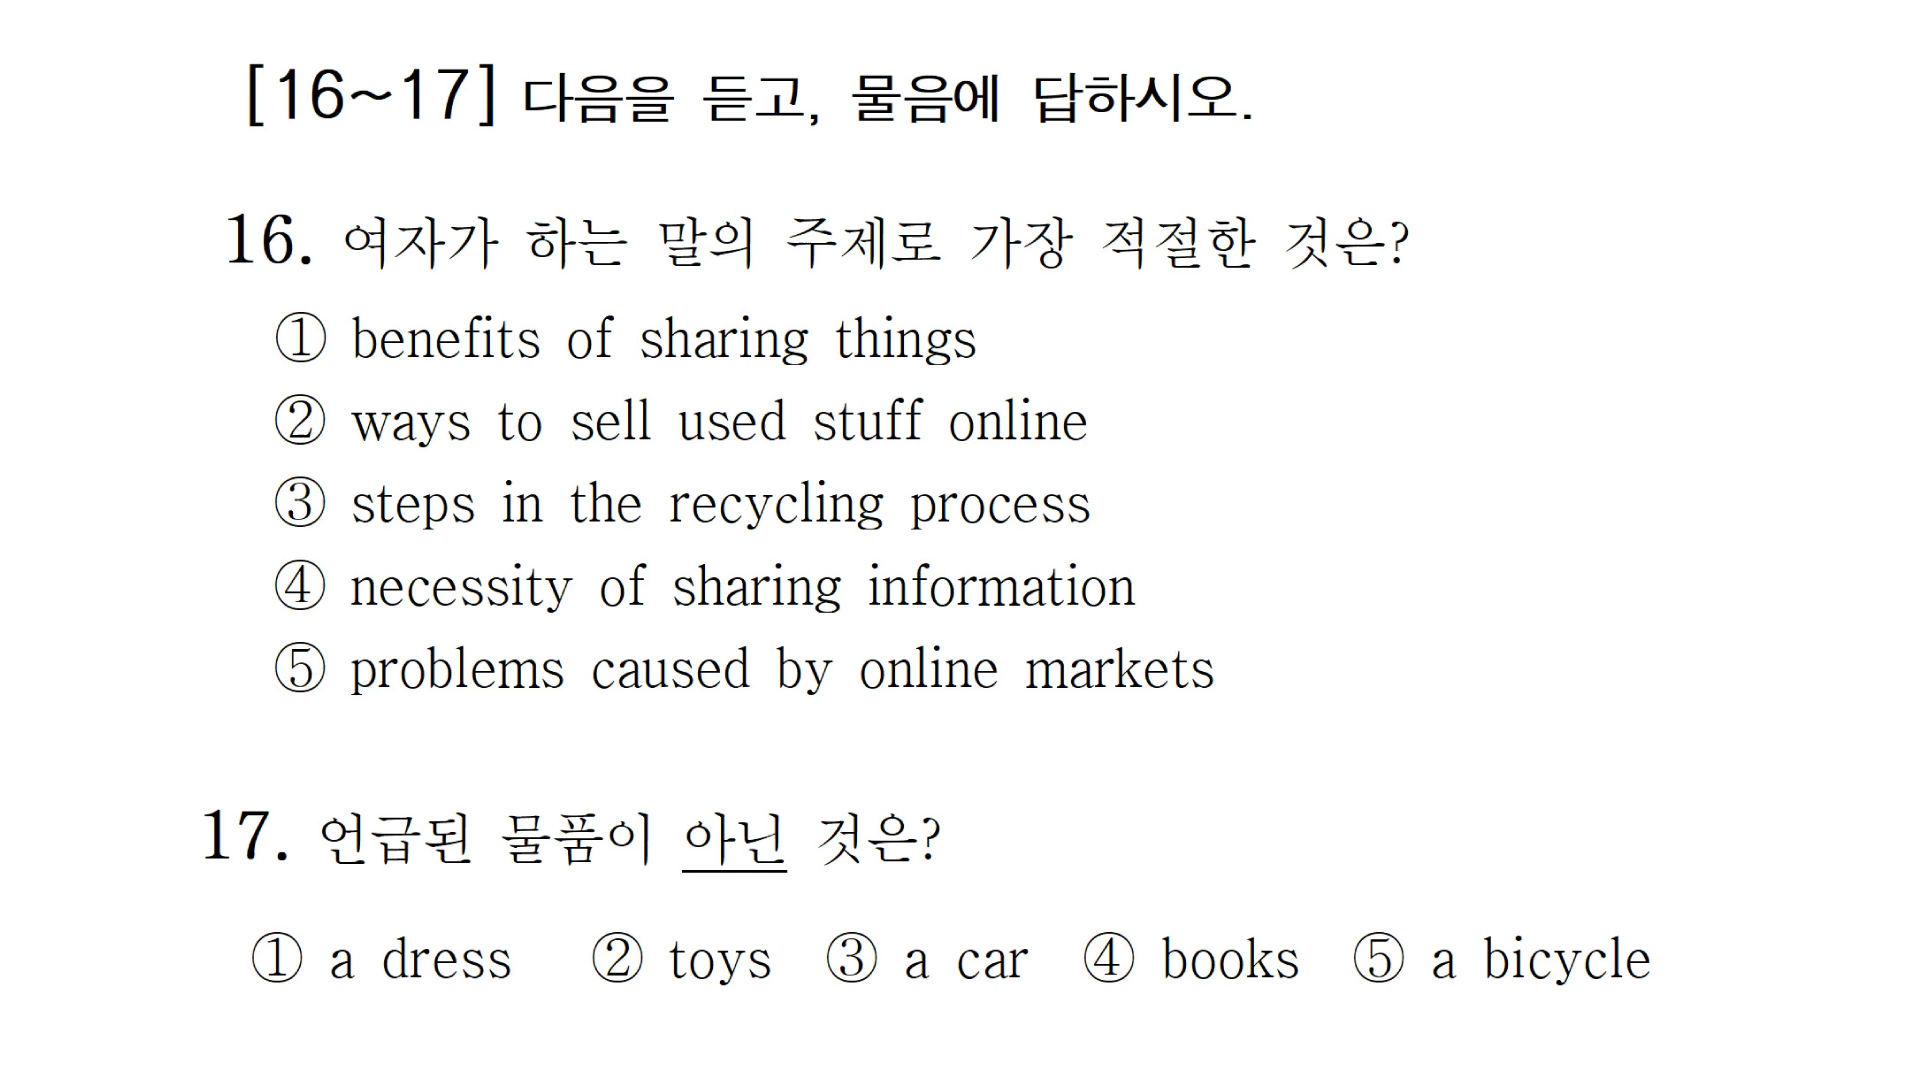 [16~17] 다음을 듣고, 물음에 답하시오.
16. 여자가 하는 말의 주제로 가장 적절한 것은?
① benefits of sharing things
② ways to sell used stuff online
③ steps in the recycling process
④ necessity of sharing information
⑤ problems caused by online markets
17. 언급된 물품이 아닌 것은?
① a dress ② toys ③ a car ④ books ⑤ a bicycle